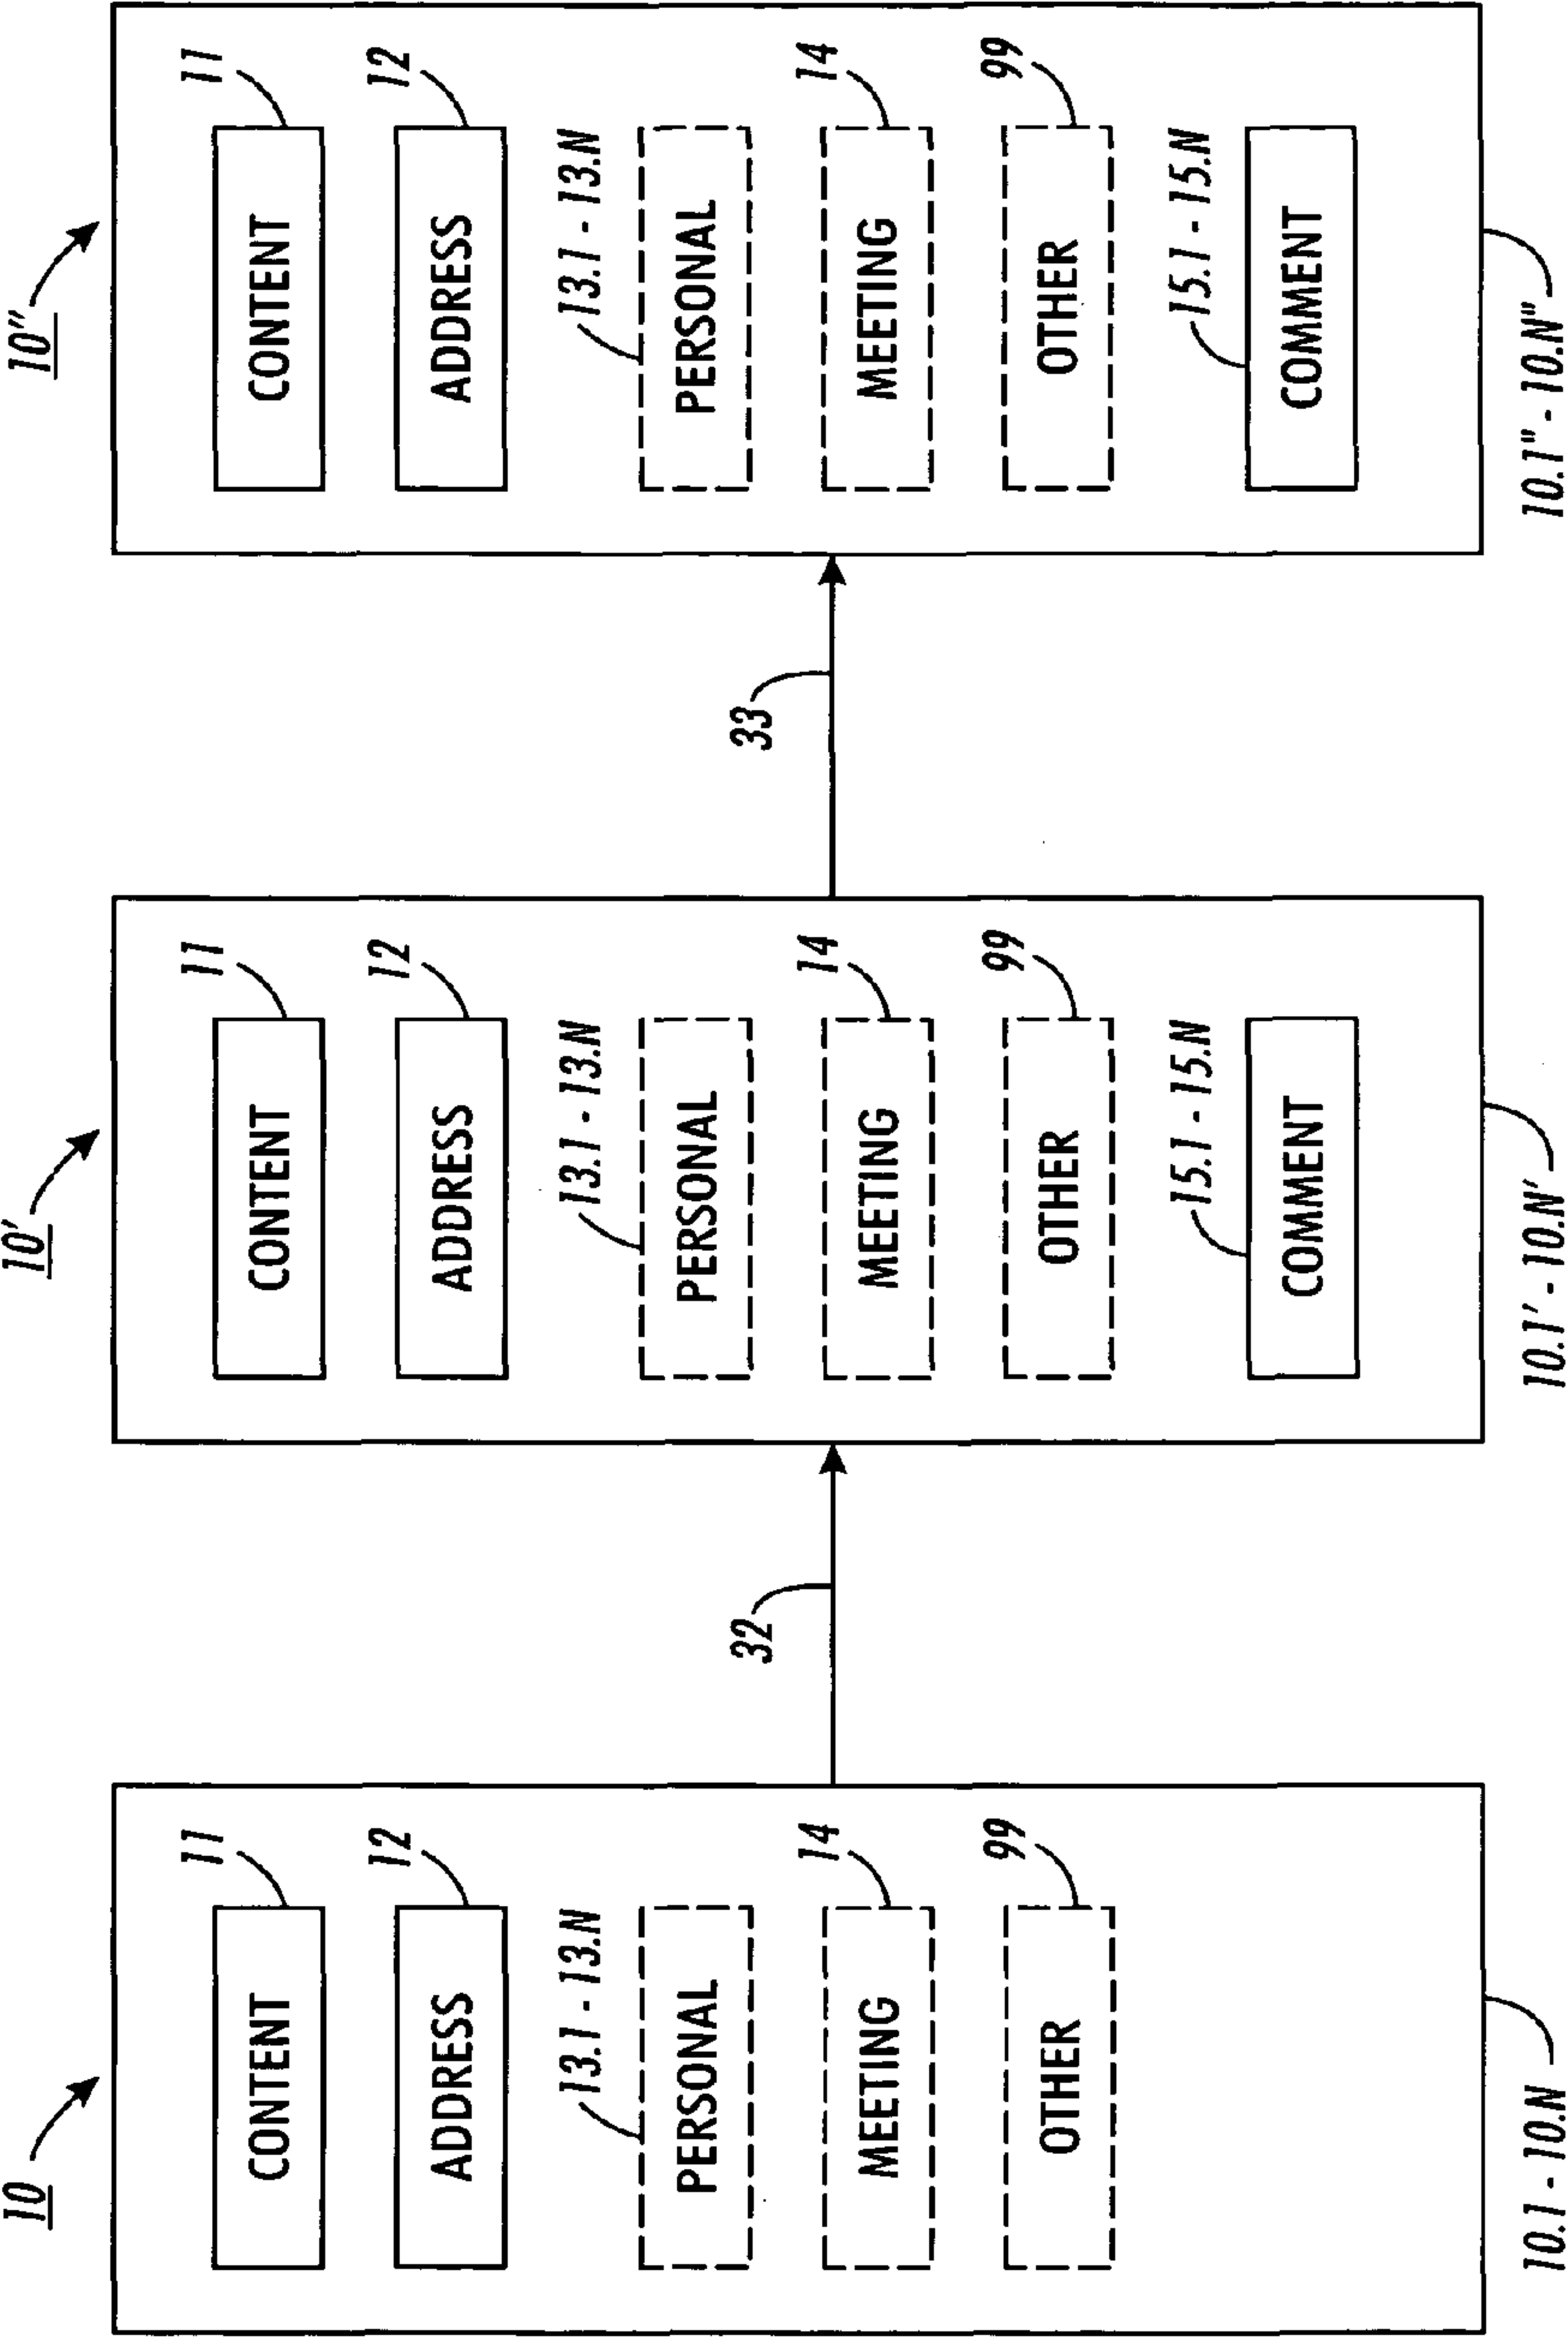 10
11
CONTENT
12
ADDRESS
13.1 - 13.N
PERSONAL
14
MEETING
99
OTHER
10.1 - 10.N
32
10'
11
CONTENT
12
ADDRESS
13.1 - 13.N
PERSONAL
14
MEETING
99
OTHER
15.1 - 15.N
COMMENT
10.1' - 10.N'
33
10"
11
CONTENT
12
ADDRESS
13.1 - 13.N
PERSONAL
14
MEETING
99
OTHER
15.1 - 15.N
COMMENT
10.1" - 10.N"